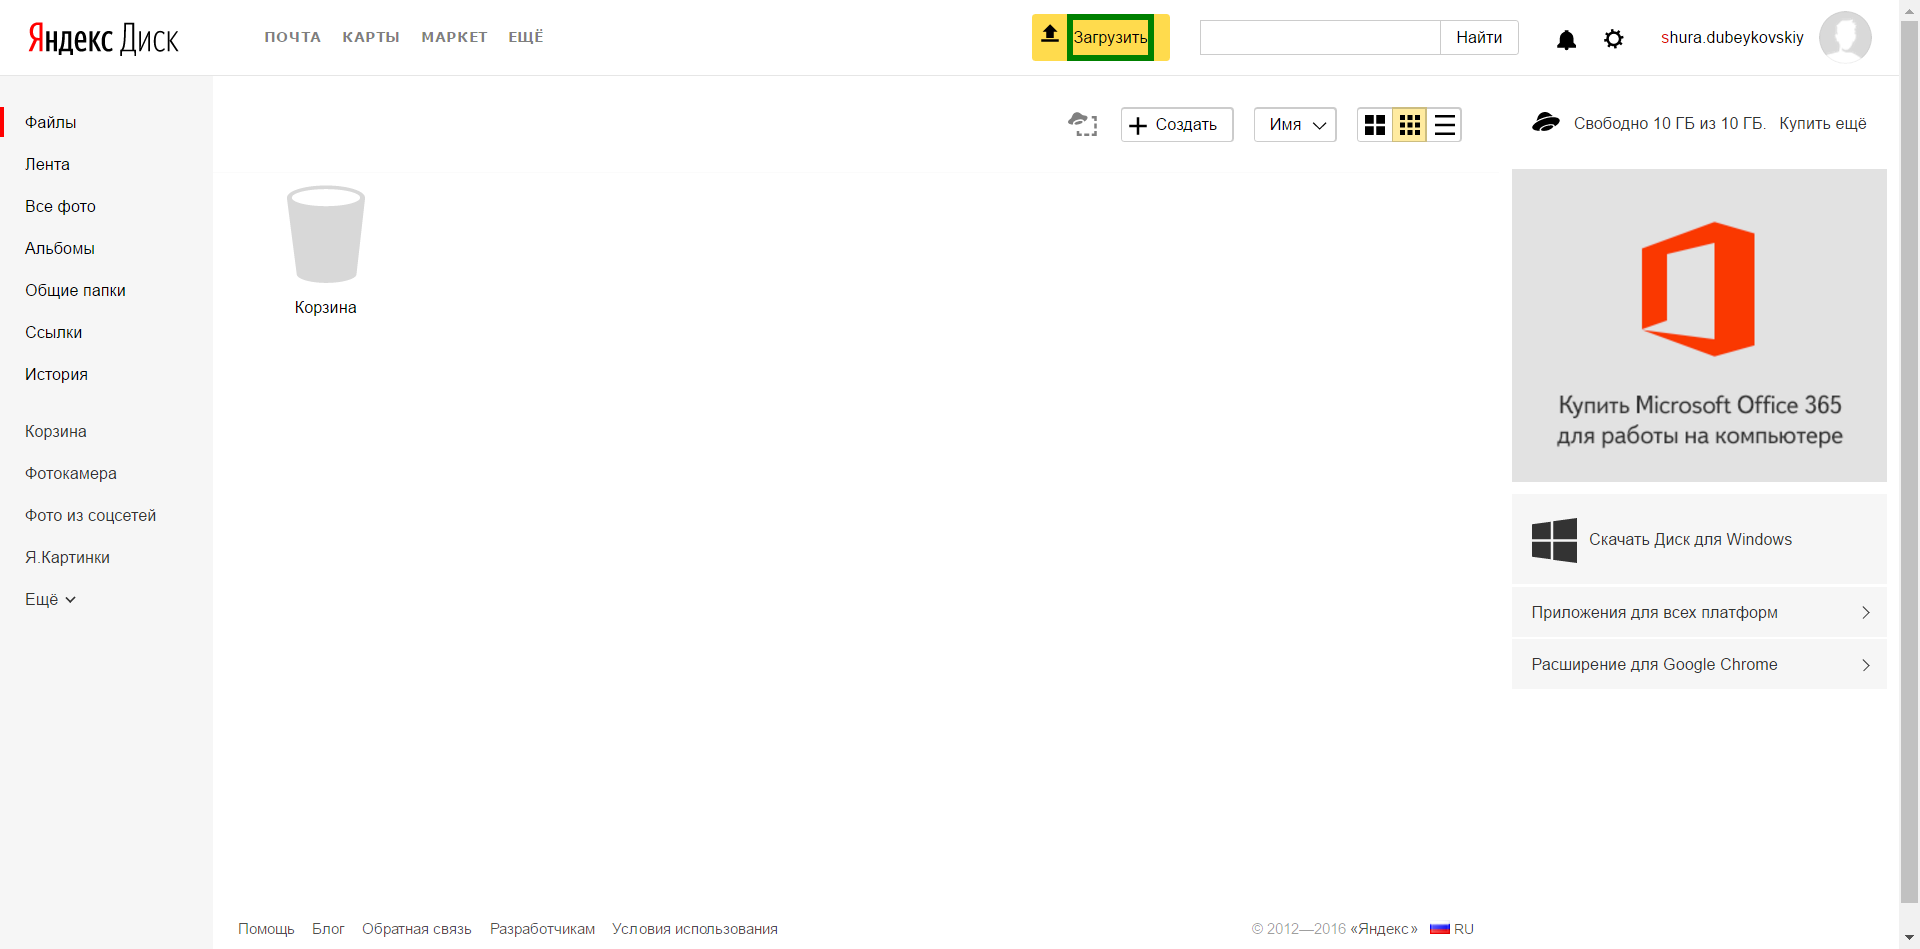 Яндекс Диск
ПОЧТА КАРТЫ МАРКЕТ ЕЩЁ
Загрузить
Найти
shura.dubeykovskiy
Файлы
Лента
Все фото
Альбомы
Общие папки
Ссылки
История
Корзина
Фотокамера
Фото из соцсетей
Я.Картинки
Ещё
Создать
Имя
Корзина
Свободно 10 ГБ из 10 ГБ. Купить ещё
Купить Microsoft Office 365
для работы на компьютере
Скачать Диск для Windows
Приложения для всех платформ
Расширение для Google Chrome
Помощь Блог Обратная связь Разработчикам Условия использования
© 2012—2016 «Яндекс» RU